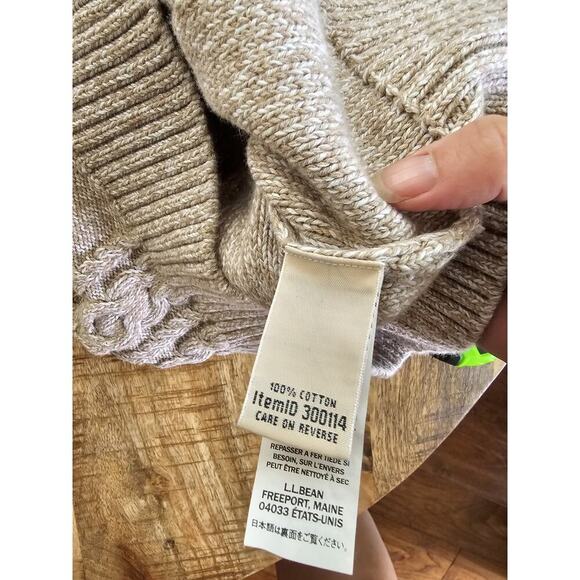 100% COTTON
ItemID 300114
CARE ON REVERSE
REPASSER À FER TIÈDE SI
BESOIN, SUR L'ENVERS
PEUT ÊTRE NETTOYÉ À SEC
L.L.BEAN
FREEPORT, MAINE
04033 ÉTATS-UNIS
日本語は裏面をご覧ください。